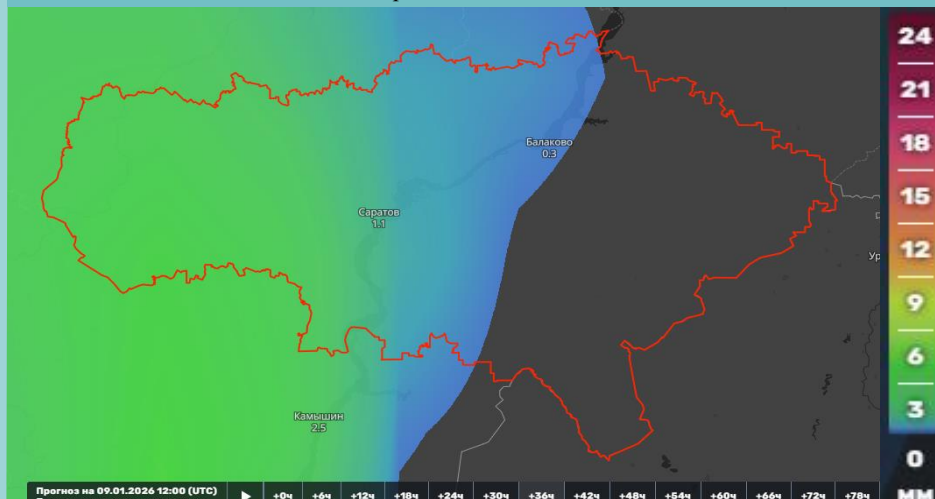 24
21
18
Балаково
0.3
15
Саратов
1.1
12
Ур
9
6
3
Камышин
2.5
0
Прогноз на 09.01.2026 12:00 (UTC)
+0ч +6ч +12ч +18ч +24ч +30ч +36ч +42ч +48ч +54ч +60ч +66ч +72ч +78ч
ММ